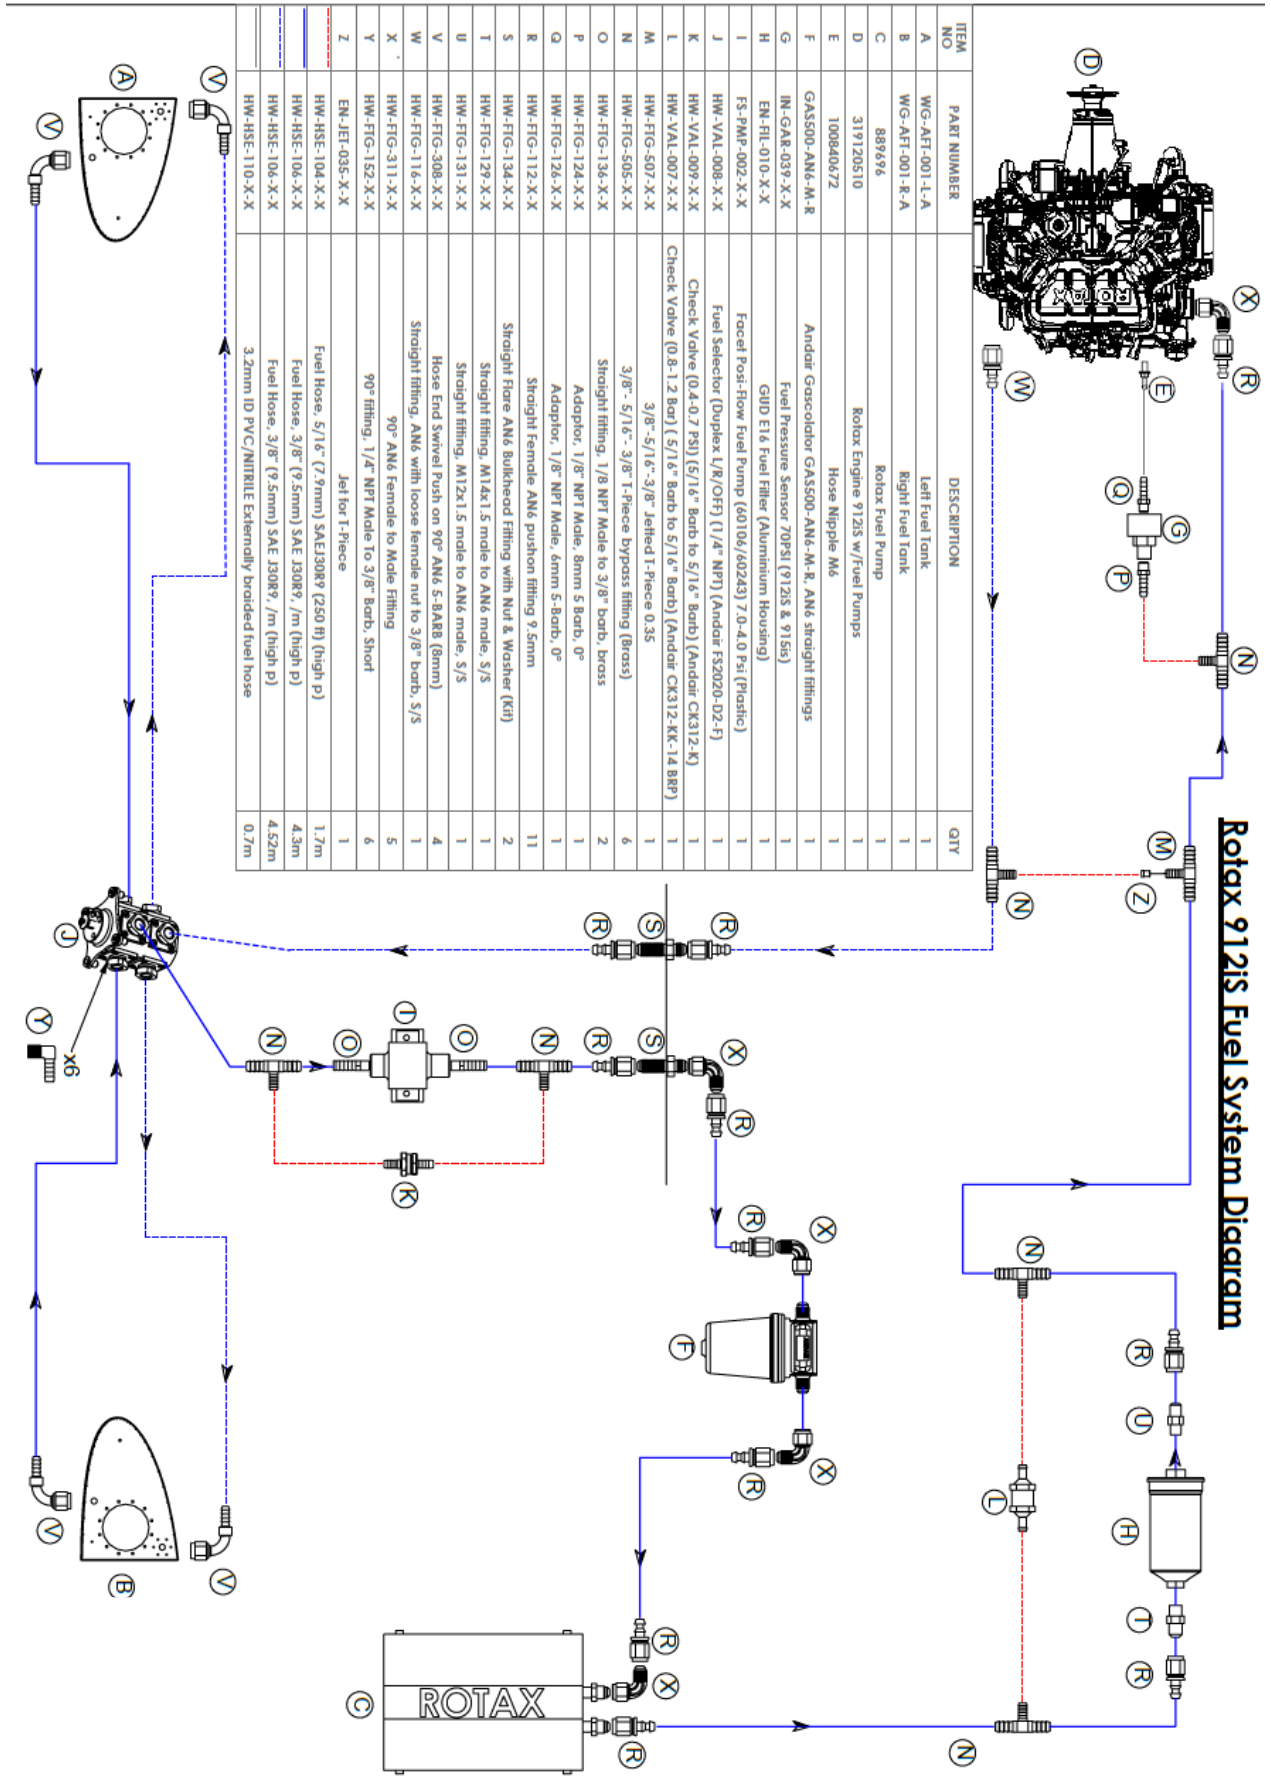 Rotax 912iS Fuel System Diagram
ITEM NO PART NUMBER DESCRIPTION QTY
A WG-AFT-001-L-A Left Fuel Tank 1
B WG-AFT-001-R-A Right Fuel Tank 1
C 889696 Rotax Fuel Pump 1
D 319120510 Rotax Engine 912iS w/Fuel Pumps 1
E 100840672 Hose Nipple M6 1
F GAS500-AN6-M-R Andair Gascolator GAS500-AN6-M-R, AN6 straight fittings 1
G IN-GAR-039-X-X Fuel Pressure Sensor 70PSI (912iS & 915is) 1
H EN-FIL-010-X-X GUD E16 Fuel Filter (Aluminium Housing) 1
I FS-PMP-002-X-X Facet Posi-Flow Fuel Pump (60106/60243) 7.0-4.0 Psi (Plastic) 1
J HW-VAL-008-X-X Fuel Selector (Duplex L/R/OFF) (1/4" NPT) (Andair FS2020-D2-F) 1
K HW-VAL-009-X-X Check Valve (0.4-0.7 PSI) (5/16" Barb to 5/16" Barb) (Andair CK312-K) 1
L HW-VAL-007-X-X Check Valve (0.8-1.2 Bar) ( 5/16" Barb to 5/16" Barb) (Andair CK312-KK-14 BRP) 1
M HW-FTG-507-X-X 3/8"-5/16"-3/8" Jetted T-Piece 0.35 1
N HW-FTG-505-X-X 3/8"- 5/16"- 3/8" T-Piece bypass fitting (Brass) 6
O HW-FTG-136-X-X Straight fitting, 1/8 NPT Male to 3/8" barb, brass 2
P HW-FTG-124-X-X Adaptor, 1/8" NPT Male, 8mm 5 Barb, 0° 1
Q HW-FTG-126-X-X Adaptor, 1/8" NPT Male, 6mm 5-Barb, 0° 1
R HW-FTG-112-X-X Straight Female AN6 pushon fitting 9.5mm 11
S HW-FTG-134-X-X Straight Flare AN6 Bulkhead Fitting with Nut & Washer (Kit) 2
T HW-FTG-129-X-X Straight fitting, M14x1.5 male to AN6 male, S/S 1
U HW-FTG-131-X-X Straight fitting, M12x1.5 male to AN6 male, S/S 1
V HW-FTG-308-X-X Hose End Swivel Push on 90° AN6 5-BARB (8mm) 4
W HW-FTG-116-X-X Straight fitting, AN6 with loose female nut to 3/8" barb, S/S 1
X HW-FTG-311-X-X 90° AN6 Female to Male Fitting 5
Y HW-FTG-152-X-X 90° fitting, 1/4" NPT Male To 3/8" Barb, Short 6
Z EN-JET-035-X-X Jet for T-Piece 1
HW-HSE-104-X-X Fuel Hose, 5/16" (7.9mm) SAEJ30R9 (250 ft) (high p) 1.7m
HW-HSE-106-X-X Fuel Hose, 3/8" (9.5mm) SAE J30R9, /m (high p) 4.3m
HW-HSE-106-X-X Fuel Hose, 3/8" (9.5mm) SAE J30R9, /m (high p) 4.52m
HW-HSE-110-X-X 3.2mm ID PVC/NITRILE Externally braided fuel hose 0.7m
D
ROTAX
X
R
E
W
Q
G
P
N
M
Z
N
R
S
R
N
O
I
O
N
R
S
X
R
K
R
X
F
R
X
N
R
U
L
H
T
R
N
R
X
ROTAX
C
R
A
V
V
J
Y
x6
B
V
V